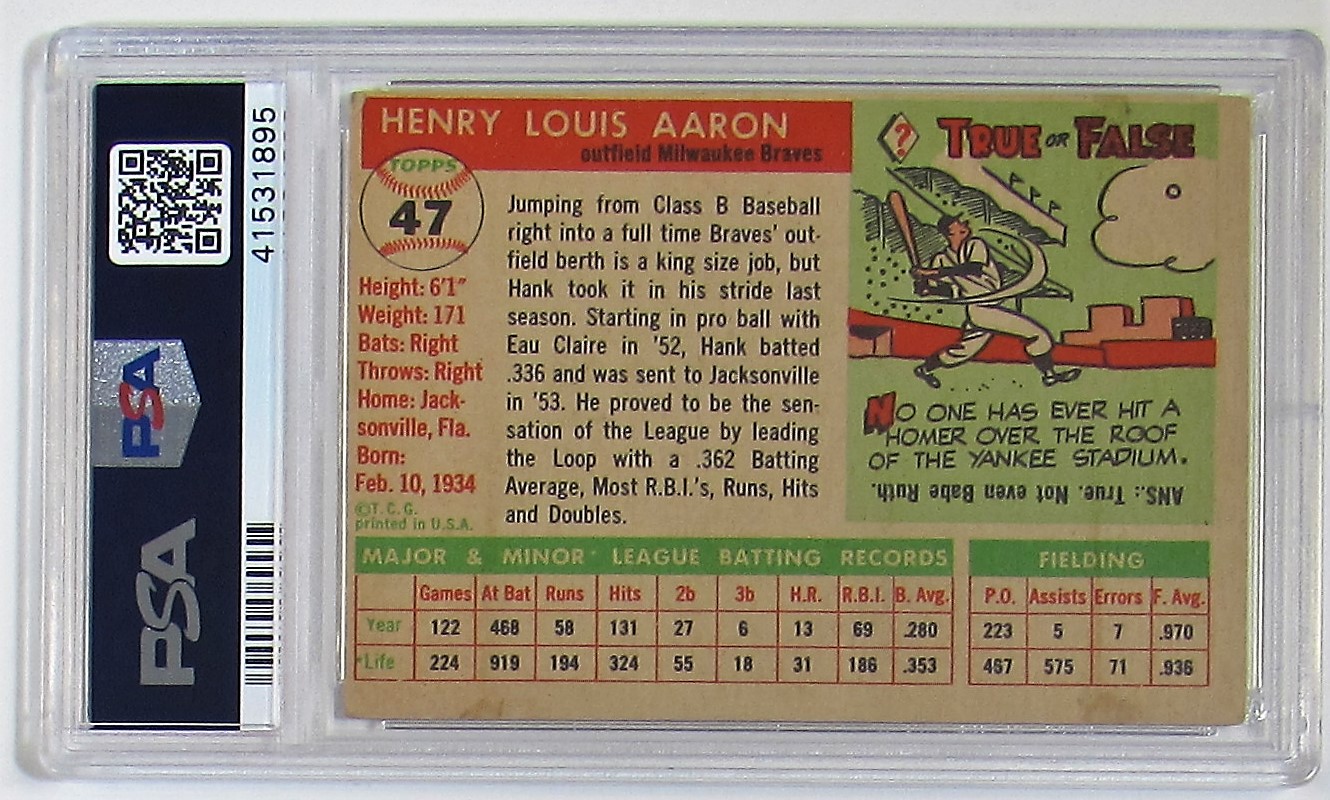 PSA
PSA
41531895
HENRY LOUIS AARON
outfield Milwaukee Braves
TOPPS
47
Height: 6'1"
Weight: 171
Bats: Right
Throws: Right
Home: Jack-
sonville, Fla.
Born:
Feb. 10, 1934
©T.C.G.
printed in U.S.A.
Jumping from Class B Baseball
right into a full time Braves' out-
field berth is a king size job, but
Hank took it in his stride last
season. Starting in pro ball with
Eau Claire in '52, Hank batted
.336 and was sent to Jacksonville
in '53. He proved to be the sen-
sation of the League by leading
the Loop with a .362 Batting
Average, Most R.B.I.'s, Runs, Hits
and Doubles.
? TRUE OR FALSE
NO ONE HAS EVER HIT A
HOMER OVER THE ROOF
OF THE YANKEE STADIUM.
ANS.: True. Not even Babe Ruth.
MAJOR & MINOR LEAGUE BATTING RECORDS
Games At Bat Runs Hits 2b 3b H.R. R.B.I. B. Avg.
Year 122 468 58 131 27 6 13 69 .280
*Life 224 919 194 324 55 18 31 186 .353
FIELDING
P.O. Assists Errors F. Avg.
223 5 7 .970
467 575 71 .936